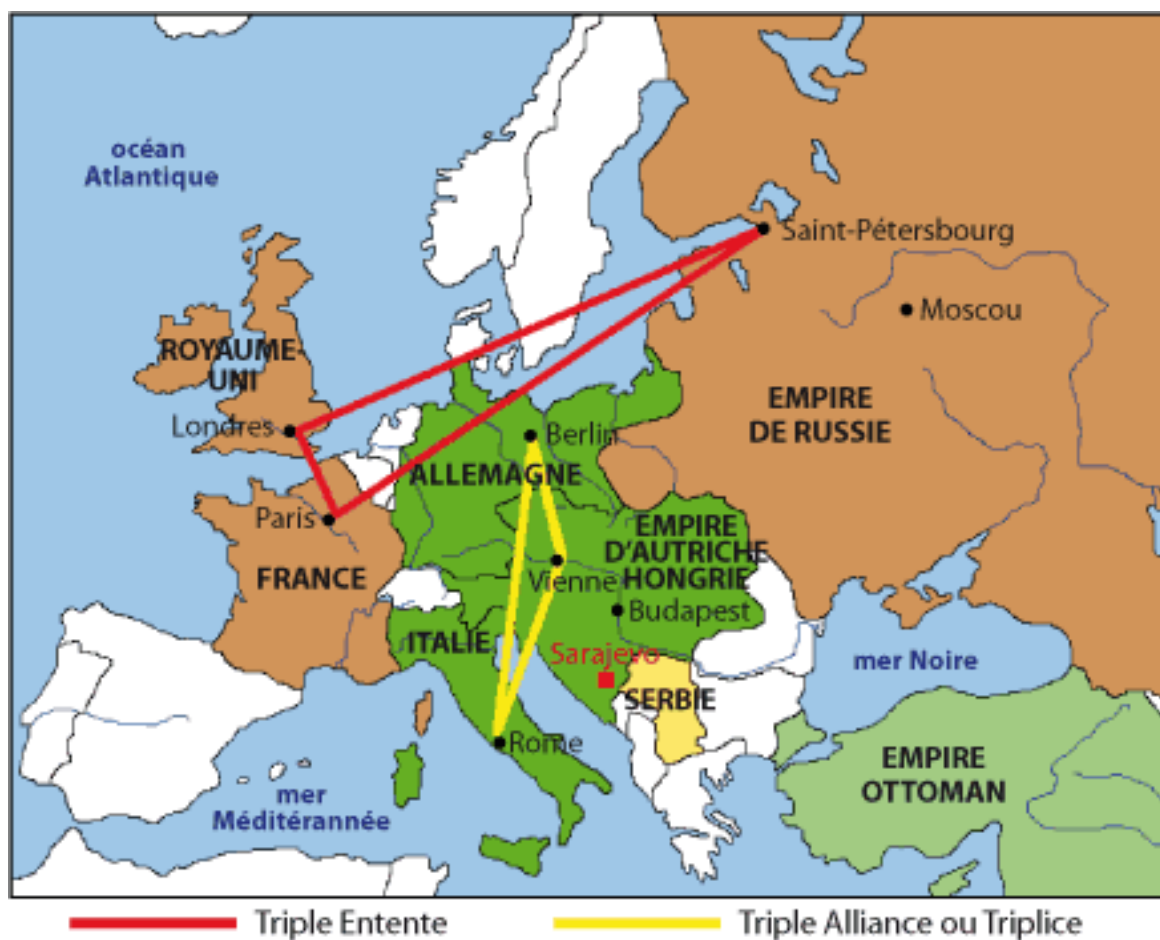 océan
Atlantique
Saint-Pétersbourg
Moscou
ROYAUME-
UNI
Londres
EMPIRE
DE RUSSIE
Berlin
ALLEMAGNE
Paris
FRANCE
EMPIRE
D'AUTRICHE
HONGRIE
Vienne
Budapest
ITALIE
Sarajevo
SERBIE
mer Noire
Rome
EMPIRE
OTTOMAN
mer
Méditérannée
Triple Entente
Triple Alliance ou Triplice